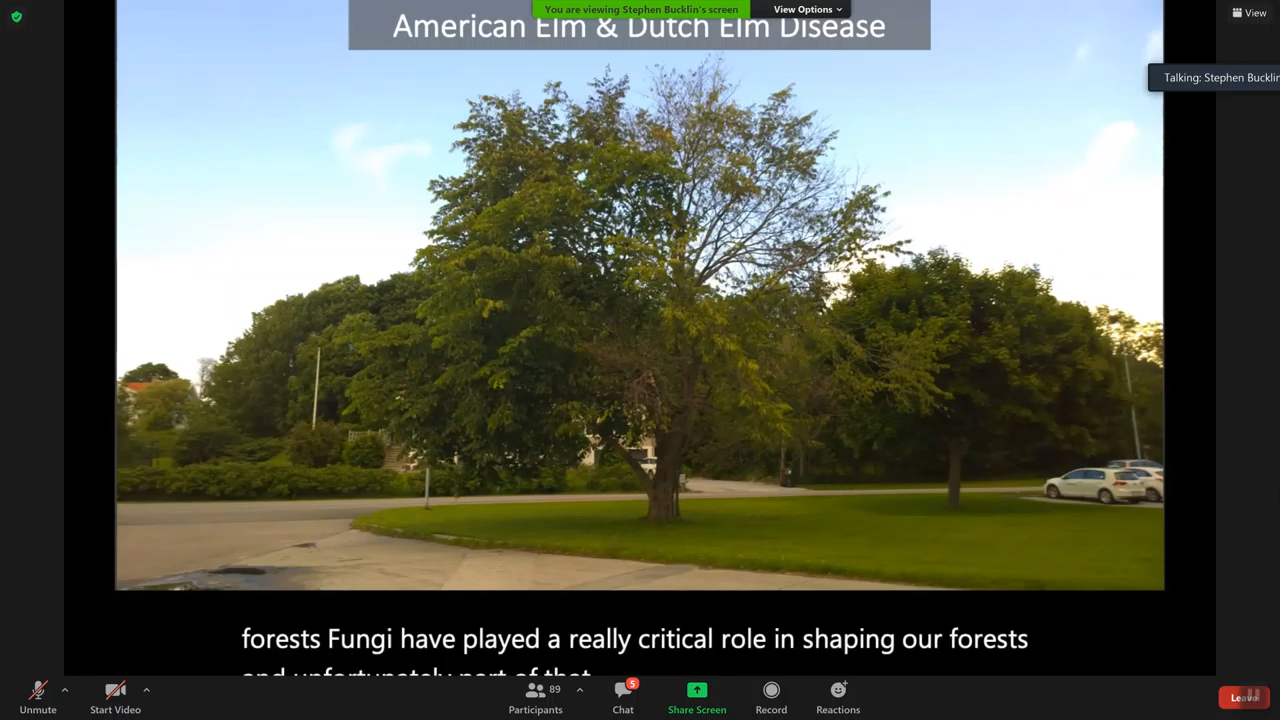 You are viewing Stephen Bucklin's screen
View Options
View
American Elm & Dutch Elm Disease
Talking: Stephen Bucklin
forests Fungi have played a really critical role in shaping our forests
and unfortunately part of that
Unmute
Start Video
89
Participants
5
Chat
Share Screen
Record
Reactions
Leave